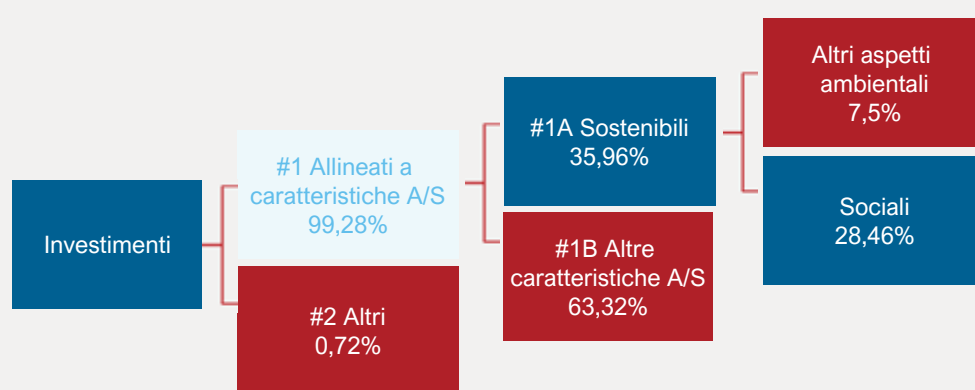 Investimenti
#1 Allineati a
caratteristiche A/S
99,28%
#2 Altri
0,72%
#1A Sostenibili
35,96%
#1B Altre
caratteristiche A/S
63,32%
Altri aspetti
ambientali
7,5%
Sociali
28,46%